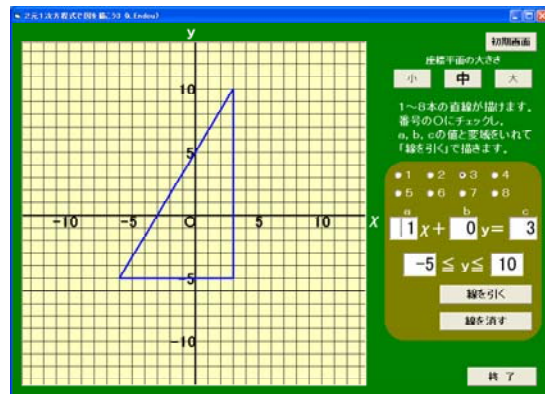 2元1次方程式で図を描こう
初期画面
座標平面の大きさ
小 中 大
1〜8本の直線が描けます。
番号の○にチェックし、
a, b, cの値と変域をいれて
「線を引く」で描きます。
1 2 3 4
5 6 7 8
a b c
1 x + 0 y = 3
-5 ≦ y ≦ 10
線を引く
線を消す
終 了
y
10
5
-10 -5 O 5 10 x
-5
-10